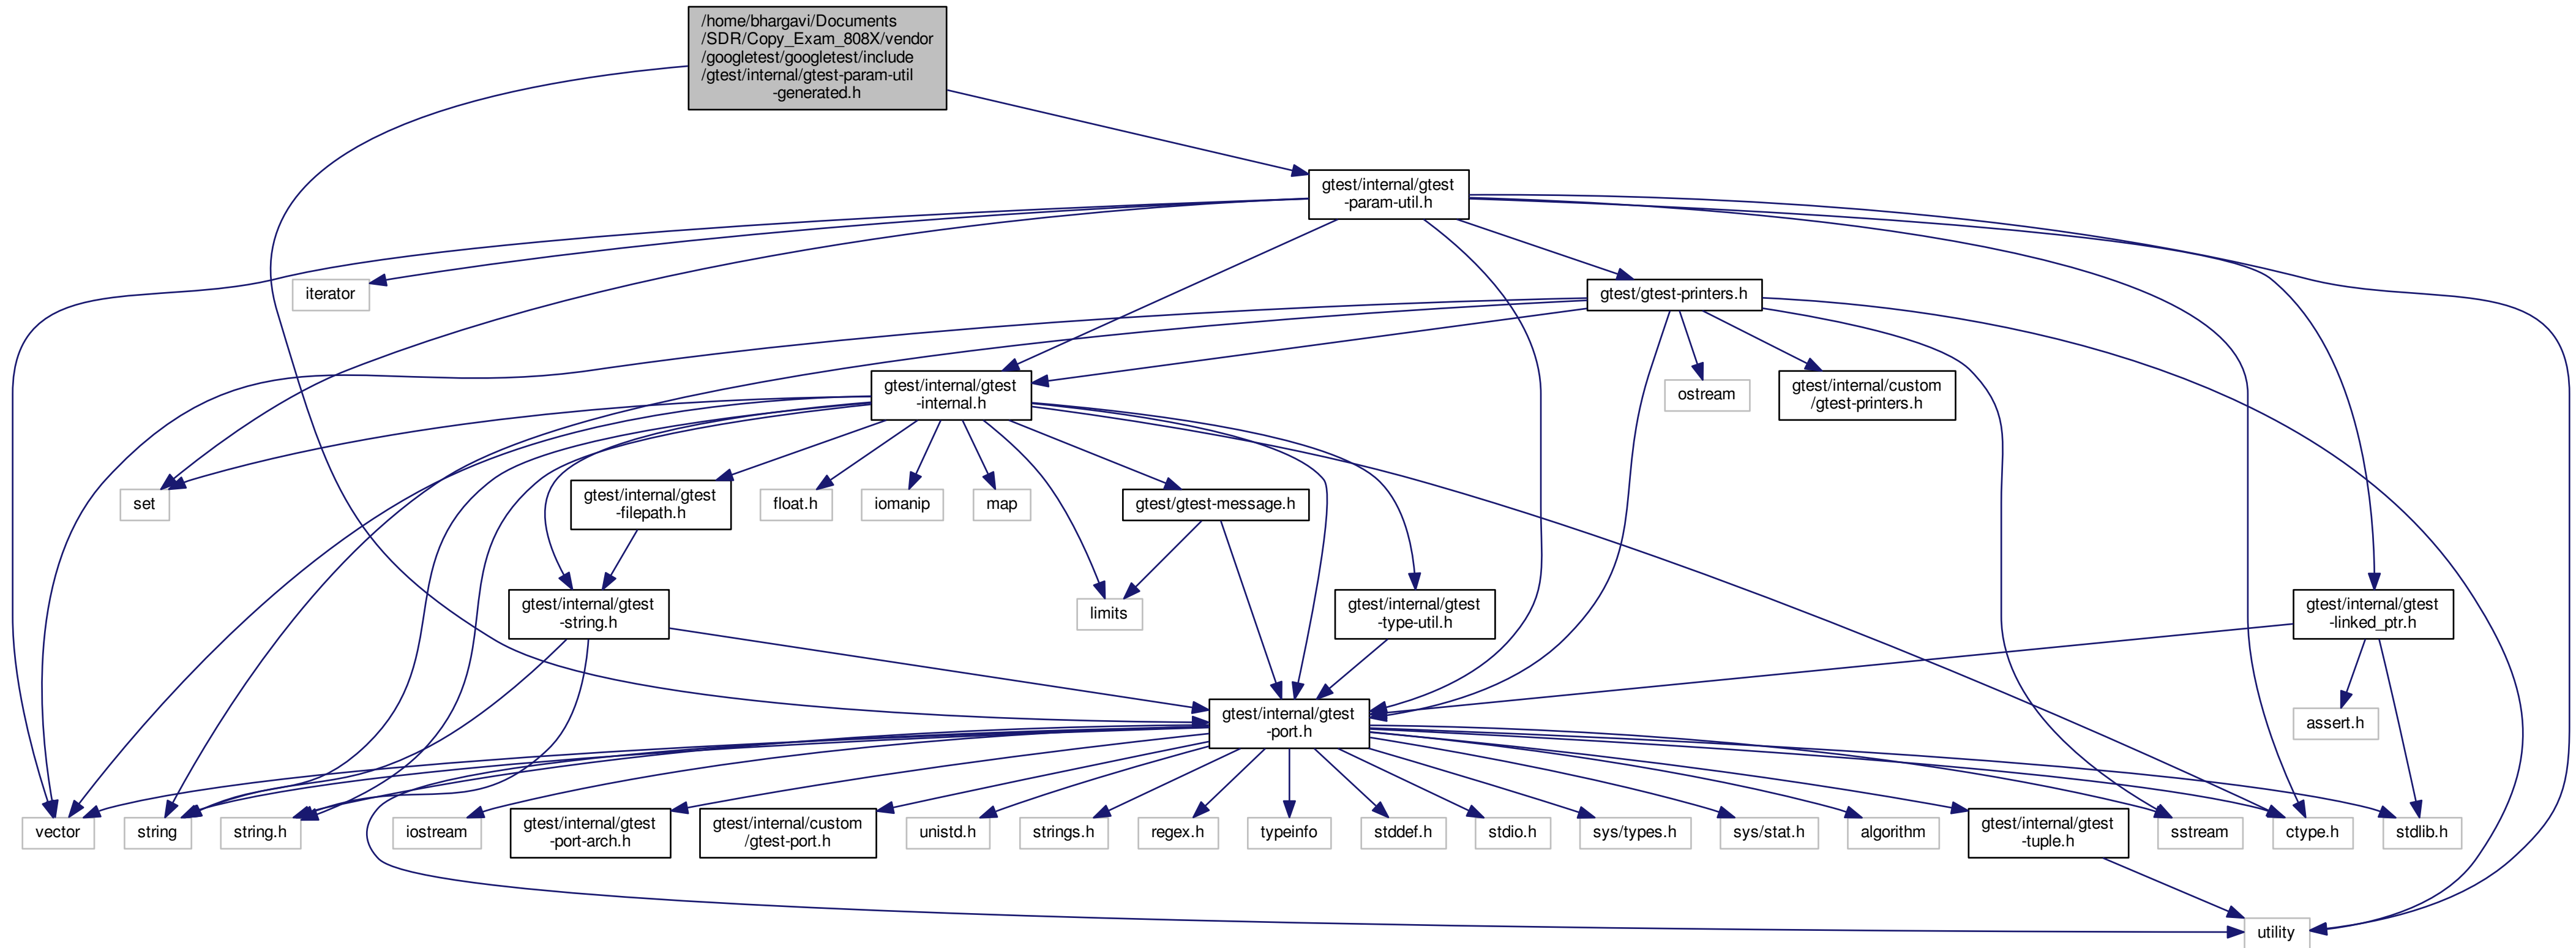 /home/bhargavi/Documents
/SDR/Copy_Exam_808X/vendor
/googletest/googletest/include
/gtest/internal/gtest-param-util
-generated.h
gtest/internal/gtest
-param-util.h
iterator
gtest/gtest-printers.h
gtest/internal/gtest
-internal.h
ostream
gtest/internal/custom
/gtest-printers.h
set
gtest/internal/gtest
-filepath.h
float.h
iomanip
map
gtest/gtest-message.h
gtest/internal/gtest
-string.h
limits
gtest/internal/gtest
-type-util.h
gtest/internal/gtest
-linked_ptr.h
gtest/internal/gtest
-port.h
assert.h
vector
string
string.h
iostream
gtest/internal/gtest
-port-arch.h
gtest/internal/custom
/gtest-port.h
unistd.h
strings.h
regex.h
typeinfo
stddef.h
stdio.h
sys/types.h
sys/stat.h
algorithm
gtest/internal/gtest
-tuple.h
sstream
ctype.h
stdlib.h
utility